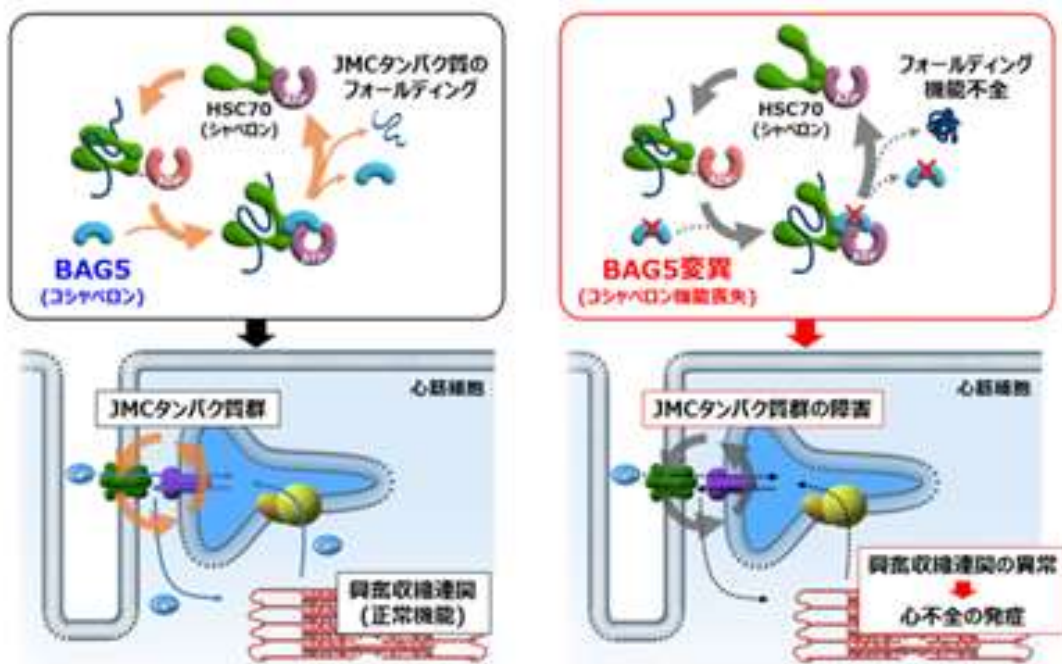 JMCタンパク質の
フォールディング
HSC70
(シャペロン)
BAG5
(コシャペロン)
フォールディング
機能不全
HSC70
(シャペロン)
BAG5変異
(コシャペロン機能喪失)
心筋細胞
JMCタンパク質群
興奮収縮連関
(正常機能)
心筋細胞
JMCタンパク質群の障害
興奮収縮連関の異常
心不全の発症